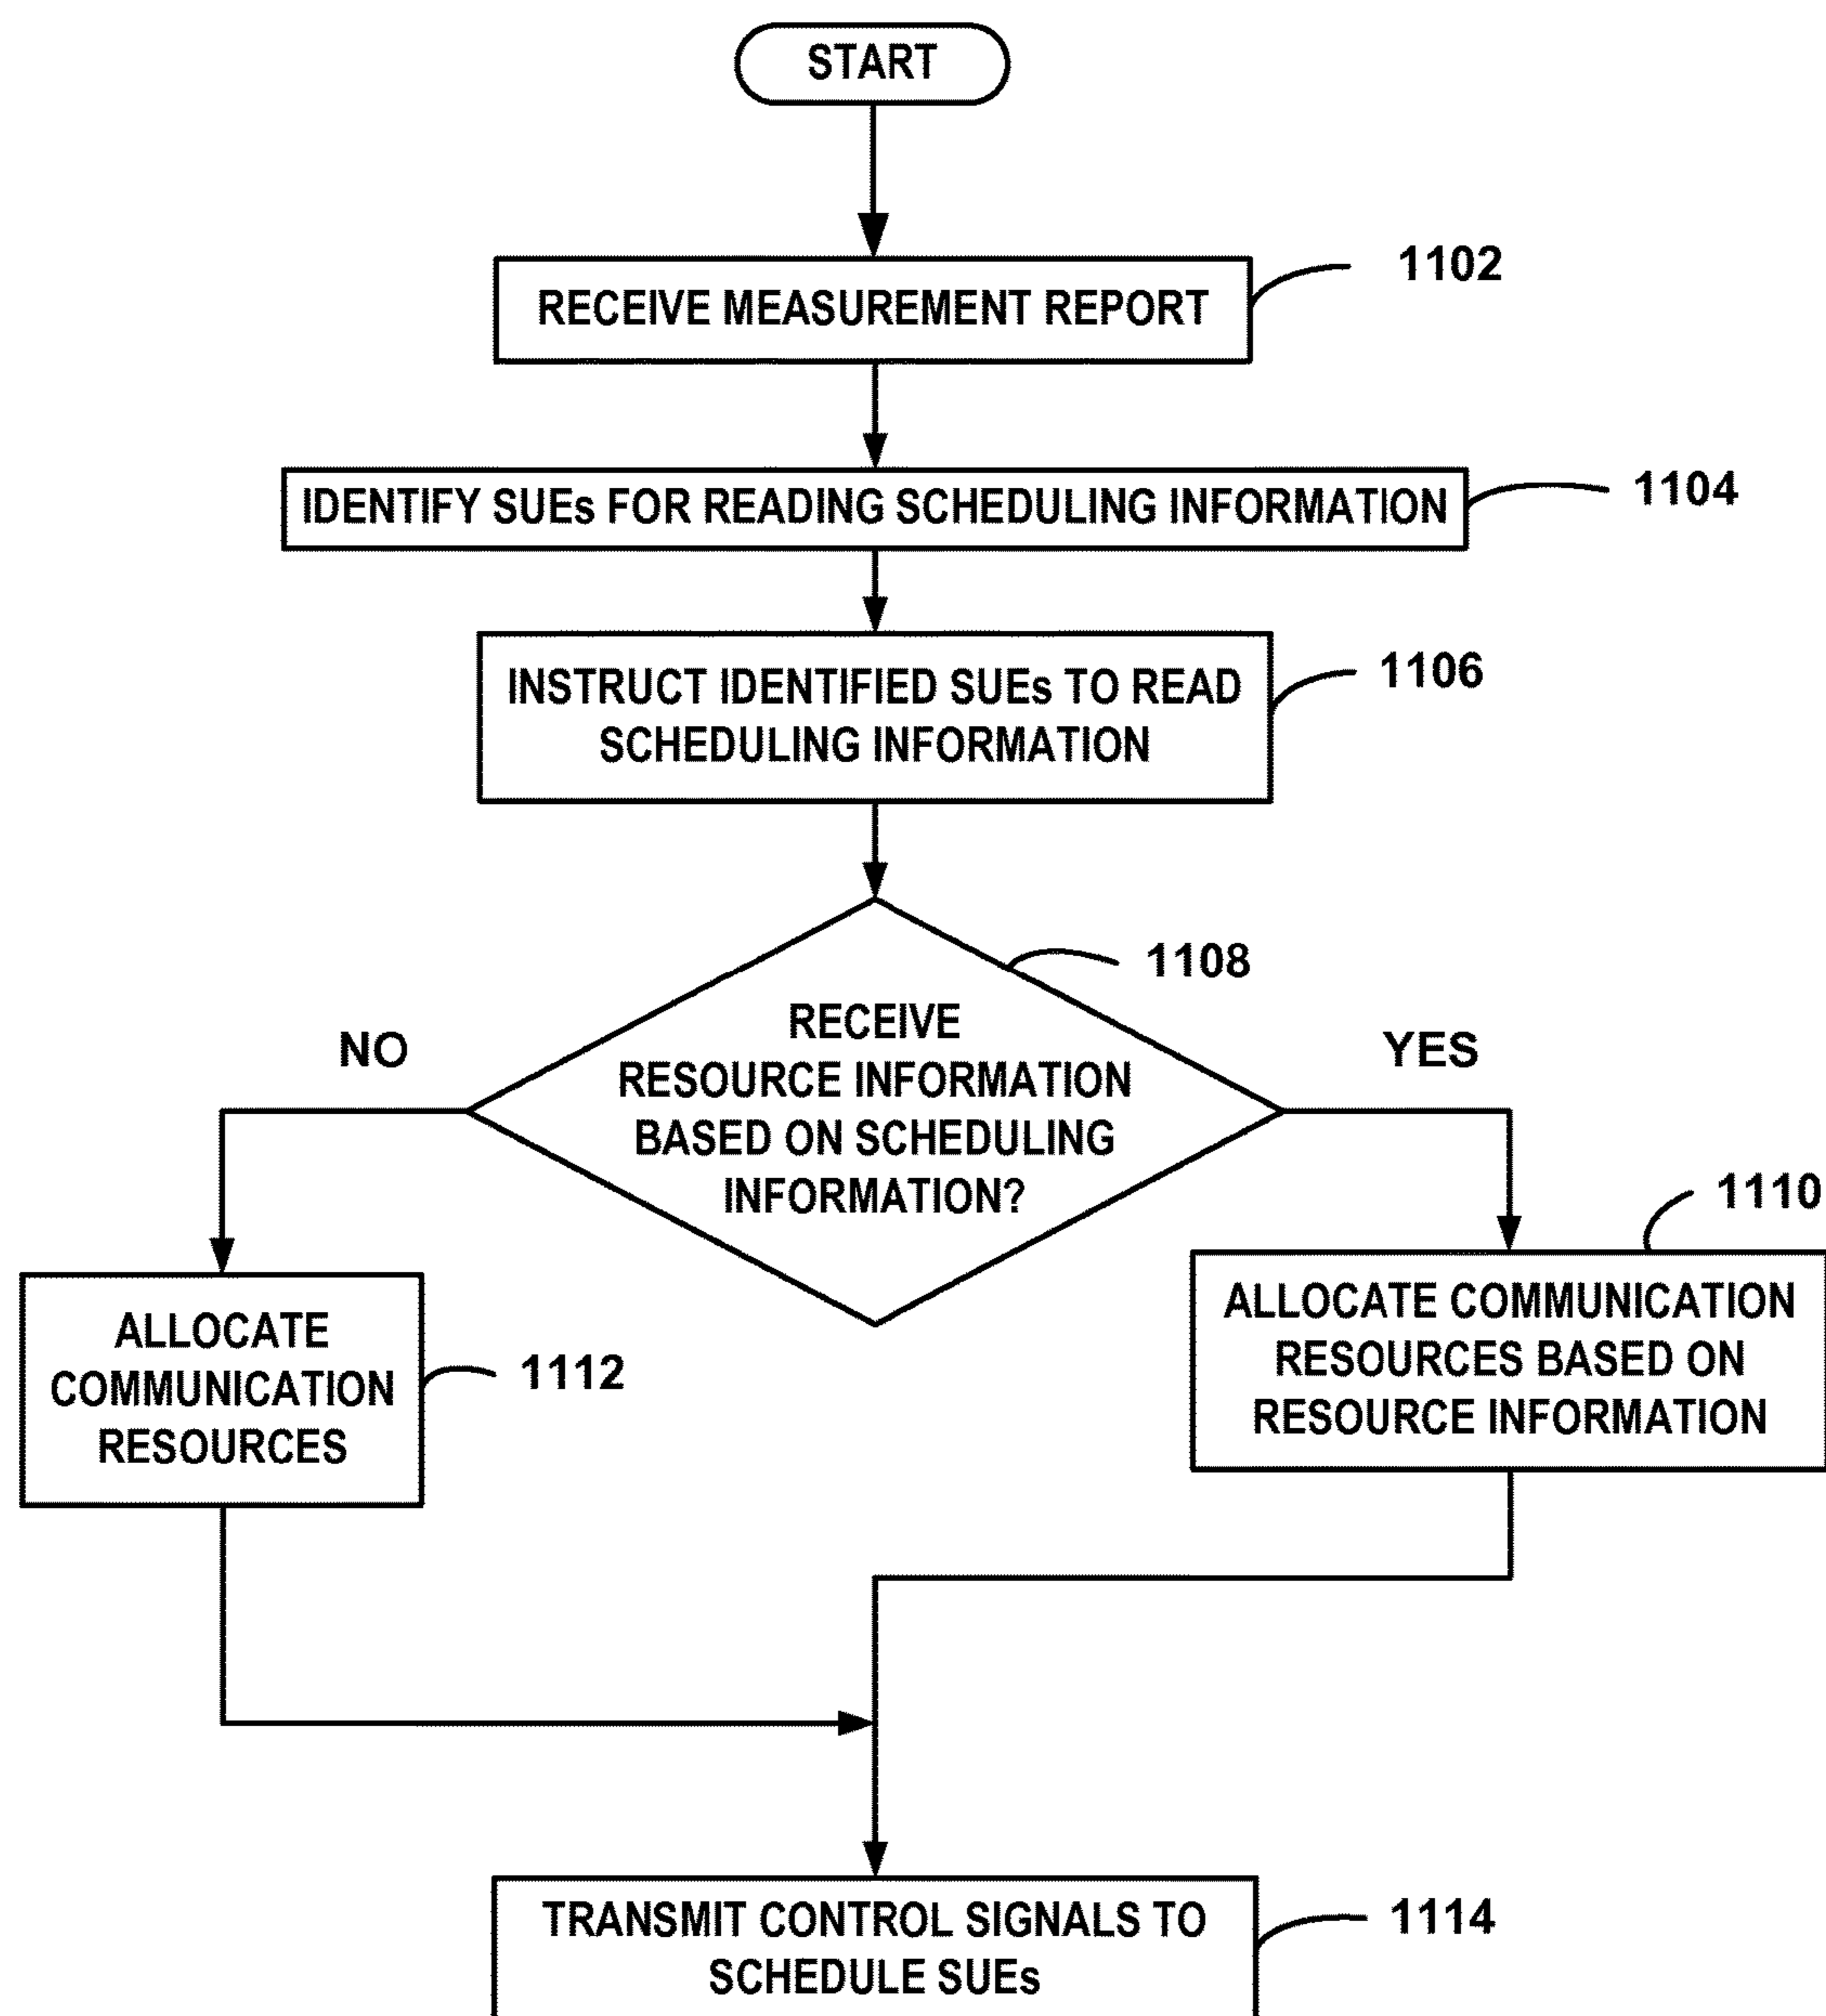 START
RECEIVE MEASUREMENT REPORT
1102
IDENTIFY SUEs FOR READING SCHEDULING INFORMATION
1104
INSTRUCT IDENTIFIED SUEs TO READ
SCHEDULING INFORMATION
1106
1108
RECEIVE
RESOURCE INFORMATION
BASED ON SCHEDULING
INFORMATION?
NO
YES
ALLOCATE
COMMUNICATION
RESOURCES
1112
1110
ALLOCATE COMMUNICATION
RESOURCES BASED ON
RESOURCE INFORMATION
TRANSMIT CONTROL SIGNALS TO
SCHEDULE SUEs
1114